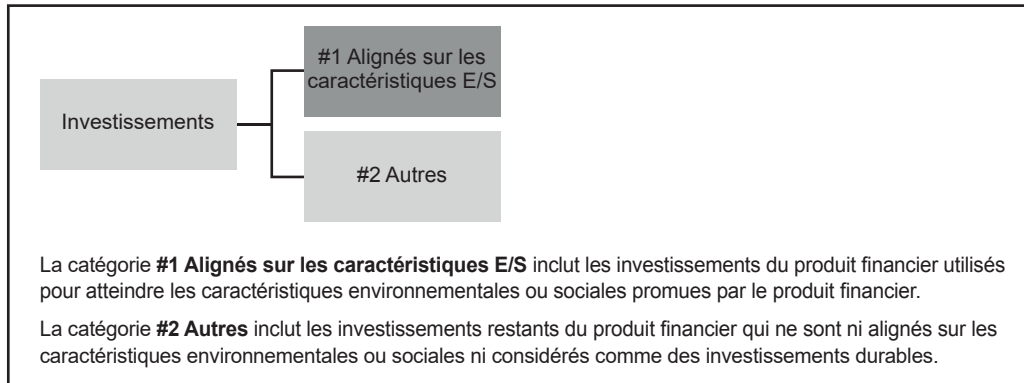 #1 Alignés sur les
caractéristiques E/S
Investissements
#2 Autres
La catégorie #1 Alignés sur les caractéristiques E/S inclut les investissements du produit financier utilisés
pour atteindre les caractéristiques environnementales ou sociales promues par le produit financier.
La catégorie #2 Autres inclut les investissements restants du produit financier qui ne sont ni alignés sur les
caractéristiques environnementales ou sociales ni considérés comme des investissements durables.